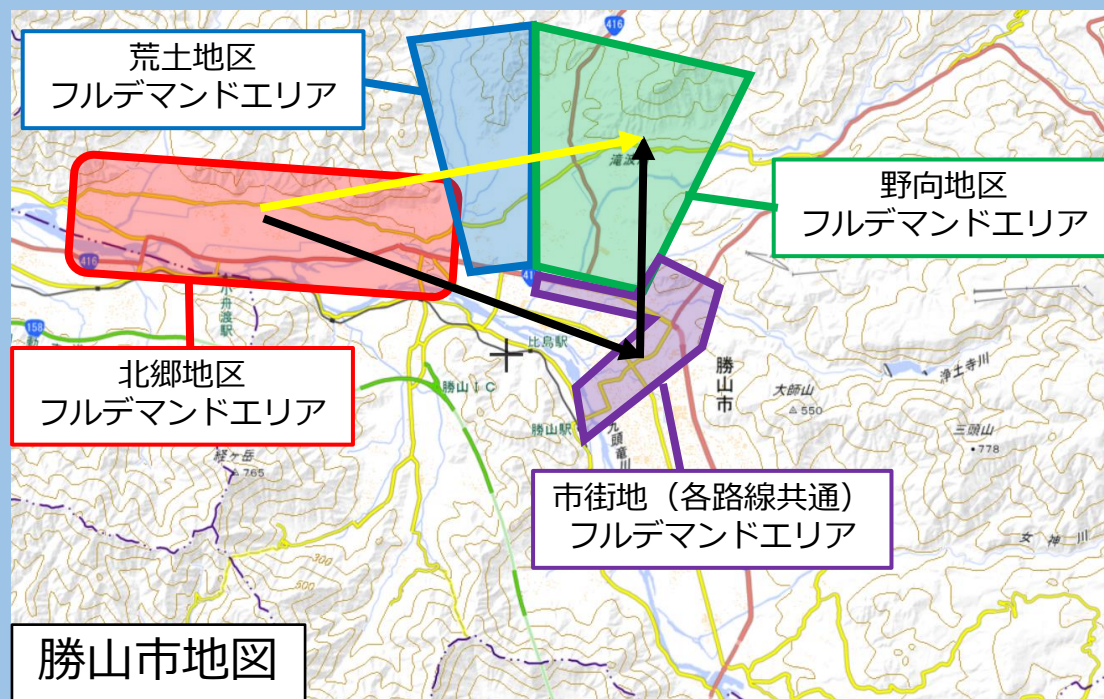 416
荒土地区
フルデマンドエリア
滝波
野向地区
フルデマンドエリア
416
小舟渡駅
158
北郷地区
フルデマンドエリア
比島駅
勝山IC
勝山市
浄土寺川
大師山
550
勝山駅
九頭竜川
三頭山
778
経ヶ岳
765
市街地（各路線共通）
フルデマンドエリア
女神川
300
500
勝山市地図